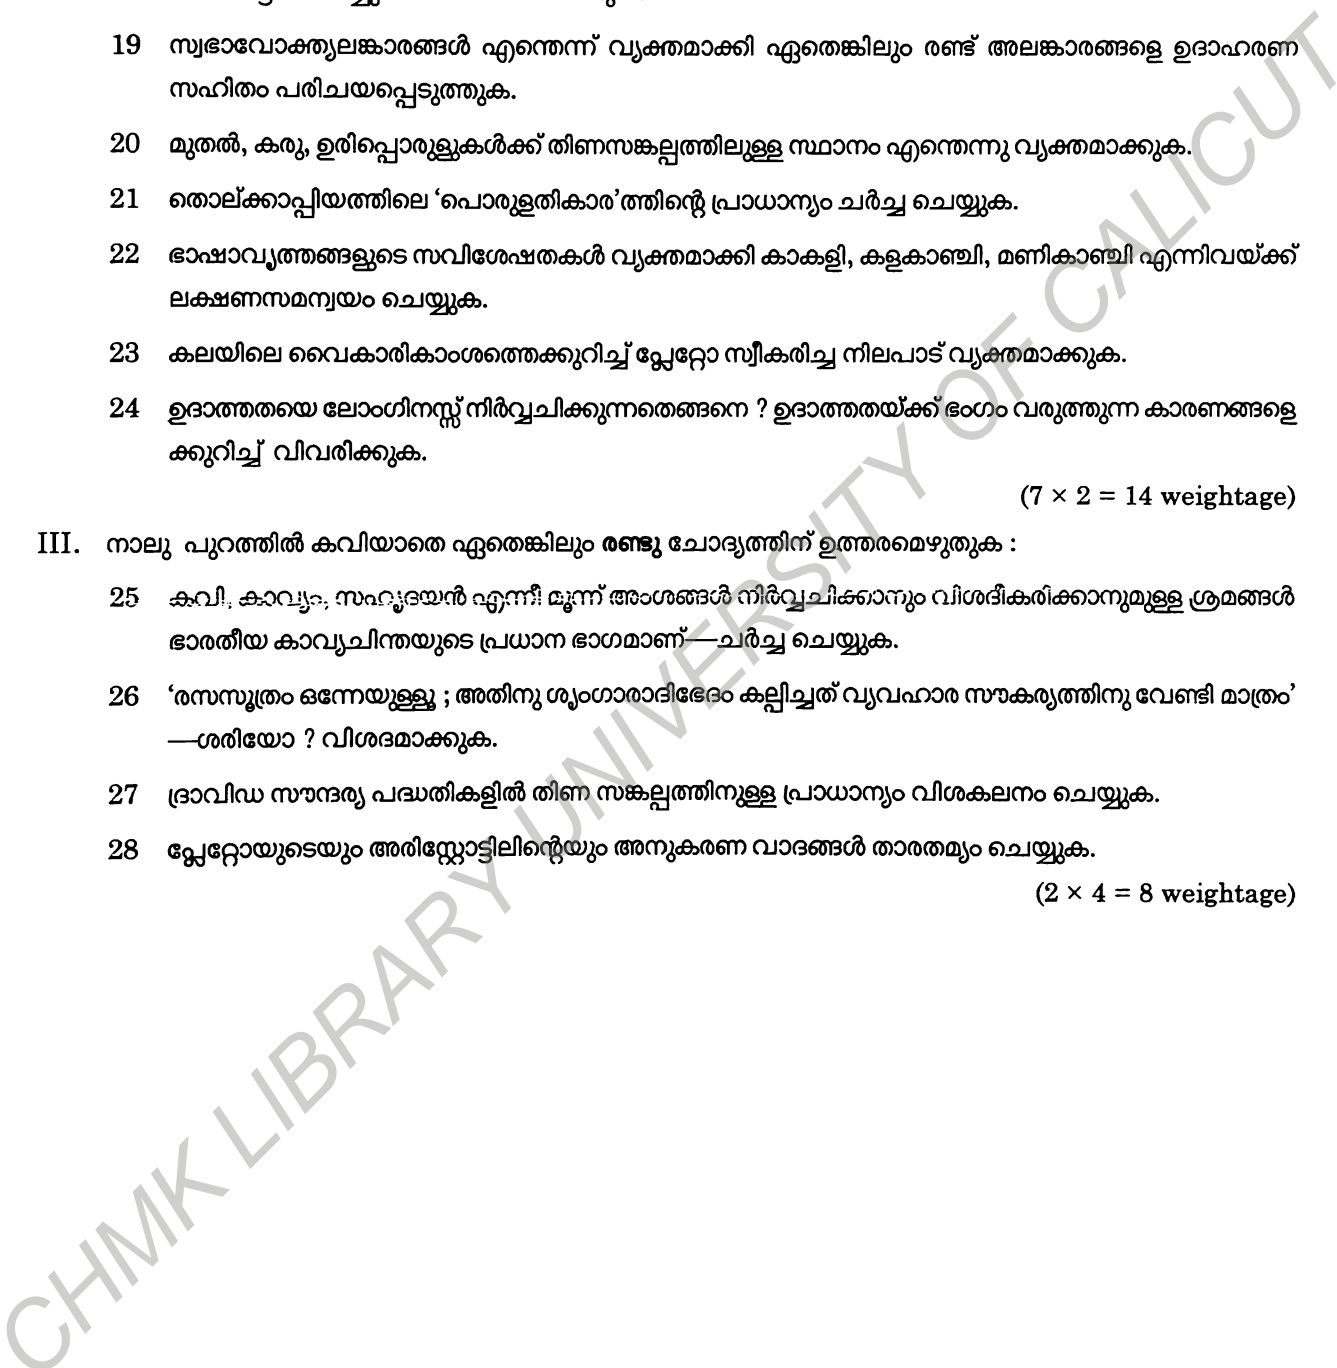 19 സ്വഭാവോക്ത്യലങ്കാരങ്ങൾ എന്തെന്ന് വ്യക്തമാക്കി ഏതെങ്കിലും രണ്ട് അലങ്കാരങ്ങളെ ഉദാഹരണ
സഹിതം പരിചയപ്പെടുത്തുക.
20 മുതൽ, കരു, ഉരിപ്പൊരുളുകൾക്ക് തിണസങ്കല്പത്തിലുള്ള സ്ഥാനം എന്തെന്നു വ്യക്തമാക്കുക.
21 തൊല്ക്കാപ്പിയത്തിലെ ‘പൊരുളതികാര’ത്തിന്റെ പ്രാധാന്യം ചർച്ച ചെയ്യുക.
22 ഭാഷാവൃത്തങ്ങളുടെ സവിശേഷതകൾ വ്യക്തമാക്കി കാകളി, കളകാഞ്ചി, മണികാഞ്ചി എന്നിവയ്ക്ക്
ലക്ഷണസമന്വയം ചെയ്യുക.
23 കലയിലെ വൈകാരികാംശത്തെക്കുറിച്ച് പ്ലേറ്റോ സ്വീകരിച്ച നിലപാട് വ്യക്തമാക്കുക.
24 ഉദാത്തതയെ ലോംഗിനസ്സ് നിർവ്വചിക്കുന്നതെങ്ങനെ ? ഉദാത്തതയ്ക്ക് ഭംഗം വരുത്തുന്ന കാരണങ്ങളെ
ക്കുറിച്ച് വിവരിക്കുക.
(7 × 2 = 14 weightage)
III. നാലു പുറത്തിൽ കവിയാതെ ഏതെങ്കിലും രണ്ടു ചോദ്യത്തിന് ഉത്തരമെഴുതുക :
25 കവി, കാവ്യം, സഹൃദയൻ എന്നീ മൂന്ന് അംശങ്ങൾ നിർവ്വചിക്കാനും വിശദീകരിക്കാനുമുള്ള ശ്രമങ്ങൾ
ഭാരതീയ കാവ്യചിന്തയുടെ പ്രധാന ഭാഗമാണ്—ചർച്ച ചെയ്യുക.
26 ‘രസസൂത്രം ഒന്നേയുള്ളൂ ; അതിനു ശൃംഗാരാദിഭേദം കല്പിച്ചത് വ്യവഹാര സൗകര്യത്തിനു വേണ്ടി മാത്രം’
—ശരിയോ ? വിശദമാക്കുക.
27 ദ്രാവിഡ സൗന്ദര്യ പദ്ധതികളിൽ തിണ സങ്കല്പത്തിനുള്ള പ്രാധാന്യം വിശകലനം ചെയ്യുക.
28 പ്ലേറ്റോയുടെയും അരിസ്റ്റോട്ടിലിന്റെയും അനുകരണ വാദങ്ങൾ താരതമ്യം ചെയ്യുക.
(2 × 4 = 8 weightage)
CHMK LIBRARY UNIVERSITY OF CALICUT